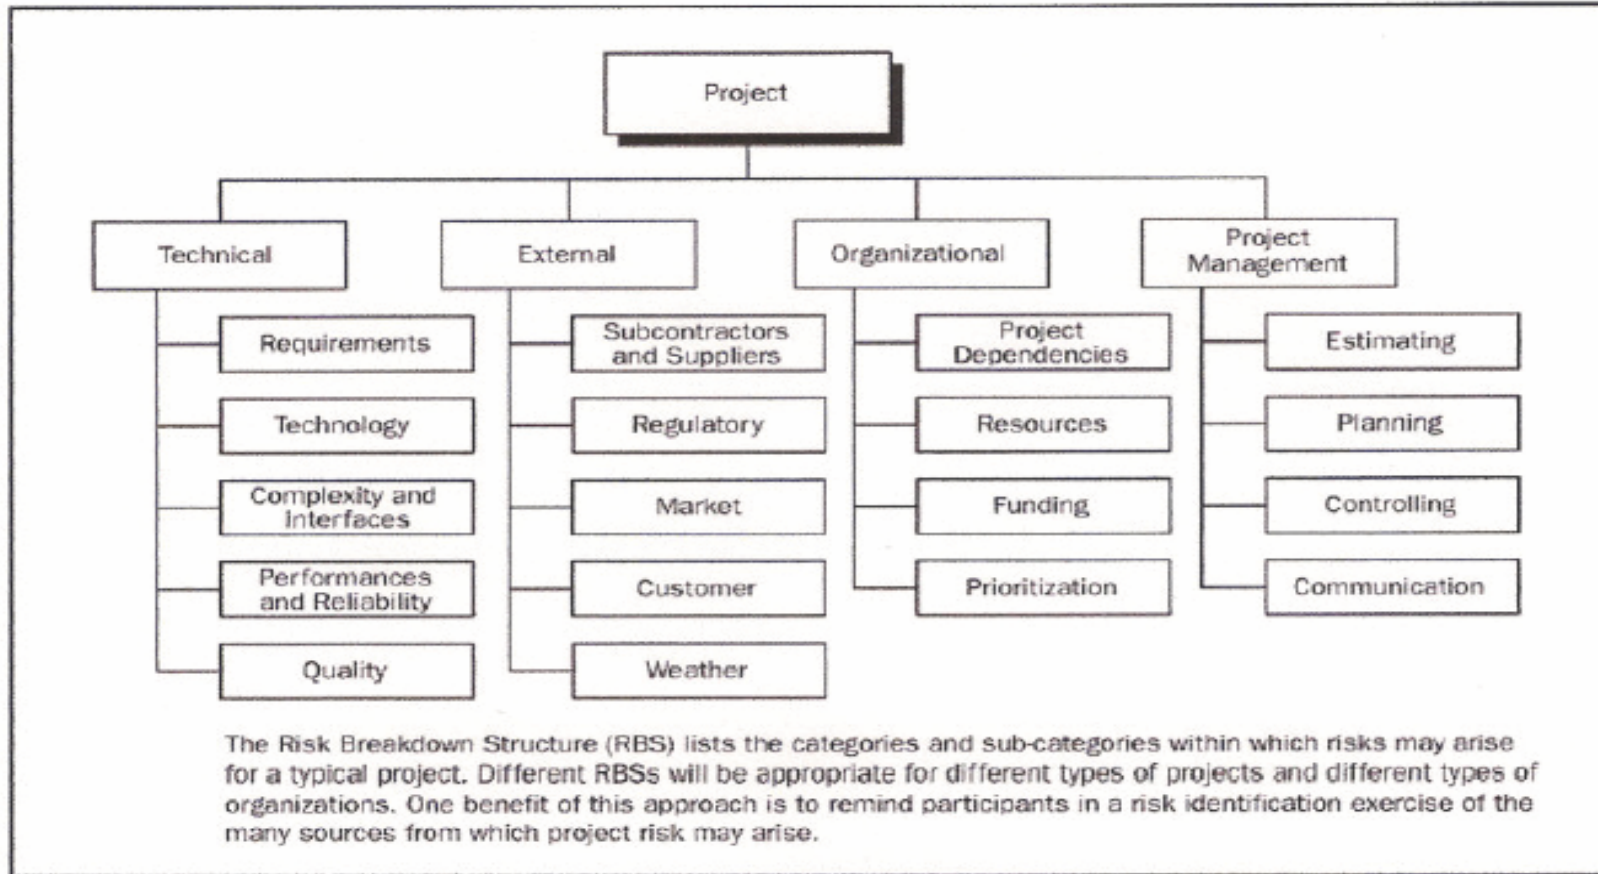 Project
Technical
External
Organizational
Project
Management
Requirements
Technology
Complexity and
Interfaces
Performances
and Reliability
Quality
Subcontractors
and Suppliers
Regulatory
Market
Customer
Weather
Project
Dependencies
Resources
Funding
Prioritization
Estimating
Planning
Controlling
Communication
The Risk Breakdown Structure (RBS) lists the categories and sub-categories within which risks may arise
for a typical project. Different RBSs will be appropriate for different types of projects and different types of
organizations. One benefit of this approach is to remind participants in a risk identification exercise of the
many sources from which project risk may arise.